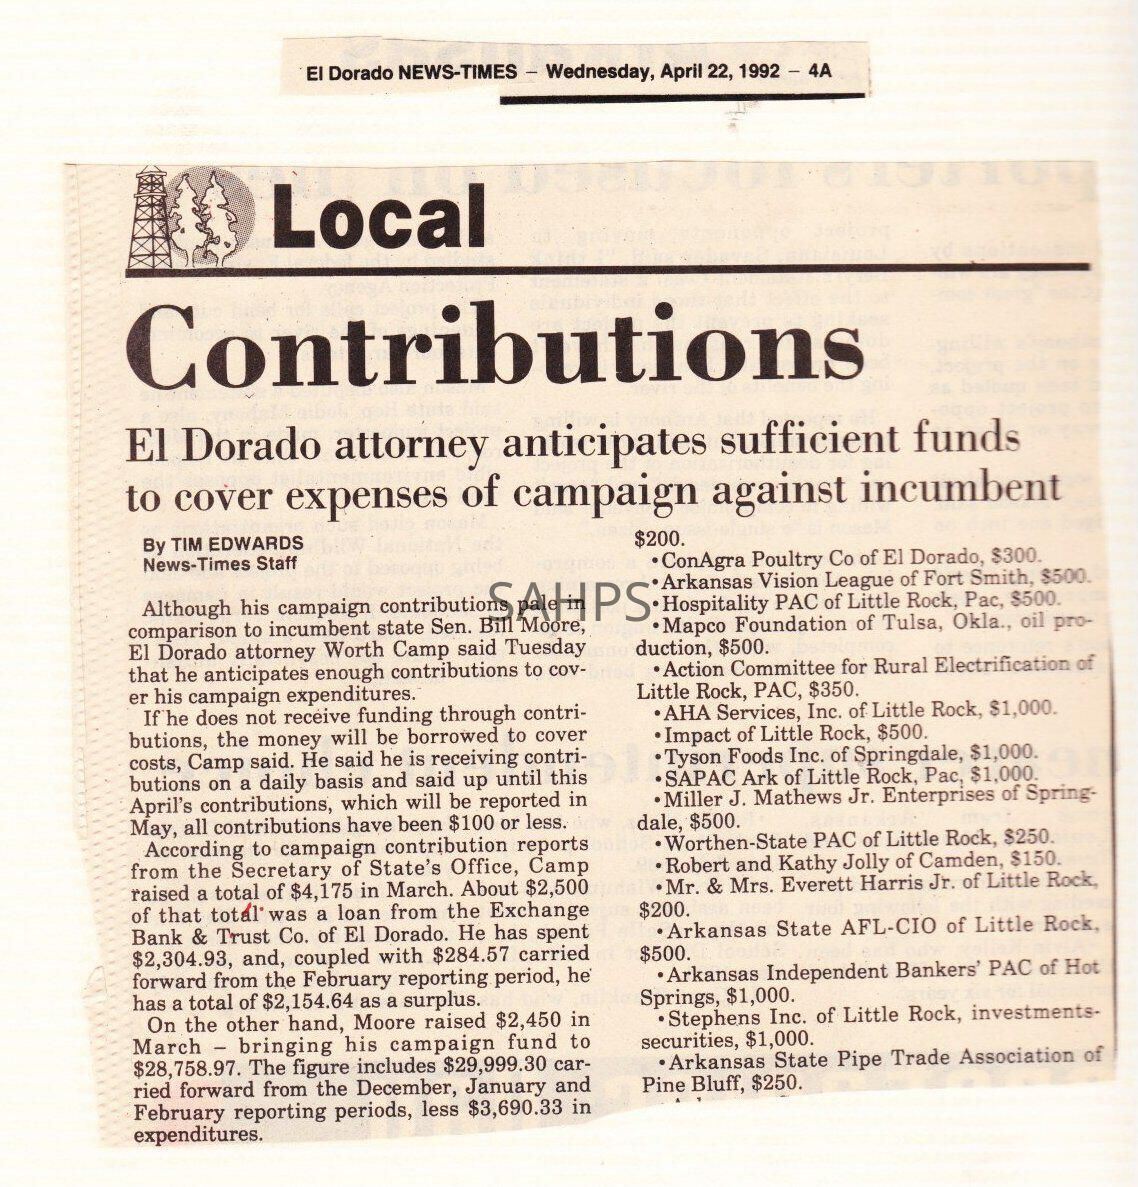 El Dorado NEWS-TIMES – Wednesday, April 22, 1992 – 4A
Local
Contributions
El Dorado attorney anticipates sufficient funds
to cover expenses of campaign against incumbent
By TIM EDWARDS
News-Times Staff
Although his campaign contributions pale in
comparison to incumbent state Sen. Bill Moore,
El Dorado attorney Worth Camp said Tuesday
that he anticipates enough contributions to cov-
er his campaign expenditures.
If he does not receive funding through contri-
butions, the money will be borrowed to cover
costs, Camp said. He said he is receiving contri-
butions on a daily basis and said up until this
April's contributions, which will be reported in
May, all contributions have been $100 or less.
According to campaign contribution reports
from the Secretary of State's Office, Camp
raised a total of $4,175 in March. About $2,500
of that total was a loan from the Exchange
Bank & Trust Co. of El Dorado. He has spent
$2,304.93, and, coupled with $284.57 carried
forward from the February reporting period, he
has a total of $2,154.64 as a surplus.
On the other hand, Moore raised $2,450 in
March – bringing his campaign fund to
$28,758.97. The figure includes $29,999.30 car-
ried forward from the December, January and
February reporting periods, less $3,690.33 in
expenditures.
$200.
•ConAgra Poultry Co of El Dorado, $300.
•Arkansas Vision League of Fort Smith, $500.
•Hospitality PAC of Little Rock, Pac, $500.
•Mapco Foundation of Tulsa, Okla., oil pro-
duction, $500.
•Action Committee for Rural Electrification of
Little Rock, PAC, $350.
•AHA Services, Inc. of Little Rock, $1,000.
•Impact of Little Rock, $500.
•Tyson Foods Inc. of Springdale, $1,000.
•SAPAC Ark of Little Rock, Pac, $1,000.
•Miller J. Mathews Jr. Enterprises of Spring-
dale, $500.
•Worthen-State PAC of Little Rock, $250.
•Robert and Kathy Jolly of Camden, $150.
•Mr. & Mrs. Everett Harris Jr. of Little Rock,
$200.
•Arkansas State AFL-CIO of Little Rock,
$500.
•Arkansas Independent Bankers' PAC of Hot
Springs, $1,000.
•Stephens Inc. of Little Rock, investments-
securities, $1,000.
•Arkansas State Pipe Trade Association of
Pine Bluff, $250.
SAHPS